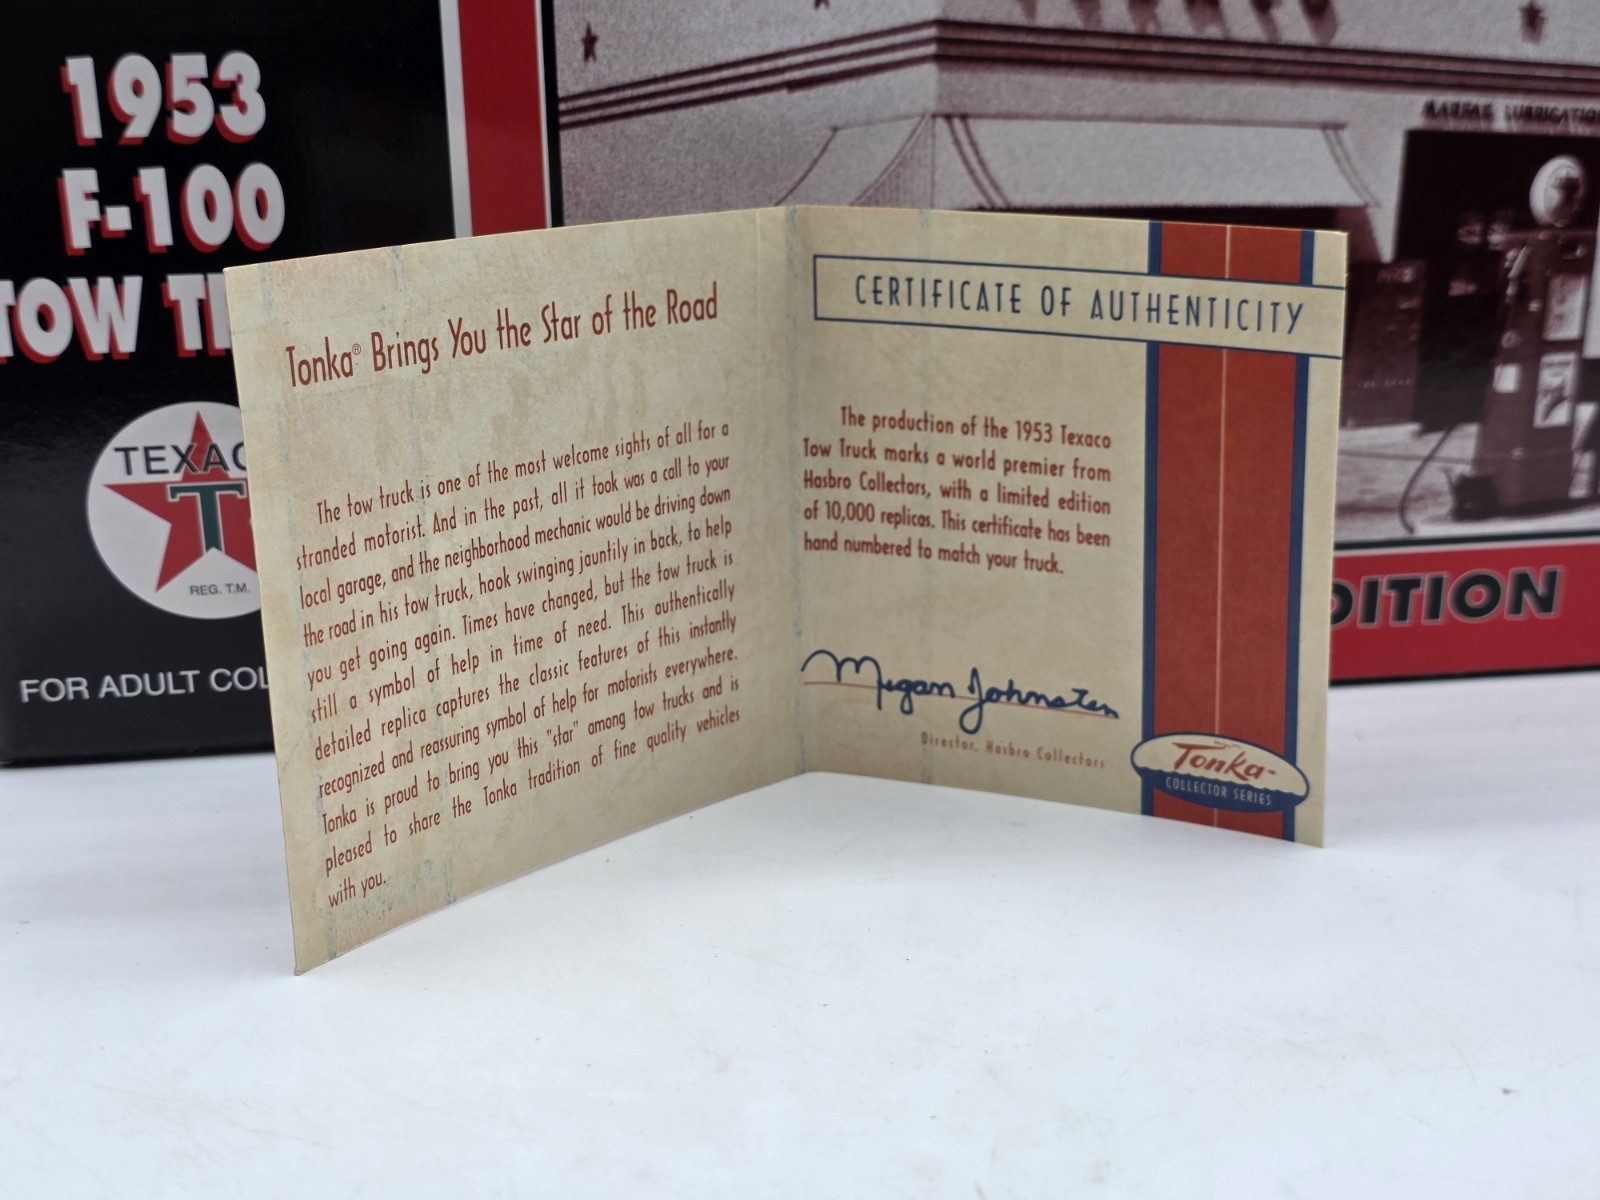 1953
F-100
TOW
TEXAC
T
REG. T.M.
FOR ADULT
Tonka® Brings You the Star of the Road
The tow truck is one of the most welcome sights of all for a
stranded motorist. And in the past, all it took was a call to your
local garage, and the neighborhood mechanic would be driving down
the road in his tow truck, hook swinging jauntily in back, to help
you get going again. Times have changed, but the tow truck is
still a symbol of help in time of need. This authentically
detailed replica captures the classic features of this instantly
recognized and reassuring symbol of help for motorists everywhere.
Tonka is proud to bring you this "star" among tow trucks and is
pleased to share the Tonka tradition of fine quality vehicles
with you.
CERTIFICATE OF AUTHENTICITY
The production of the 1953 Texaco
Tow Truck marks a world premier from
Hasbro Collectors, with a limited edition
of 10,000 replicas. This certificate has been
hand numbered to match your truck.
Megan Johnston
Director, Hasbro Collectors
Tonka
COLLECTOR SERIES
MARFAK LUBRICATION
DITION